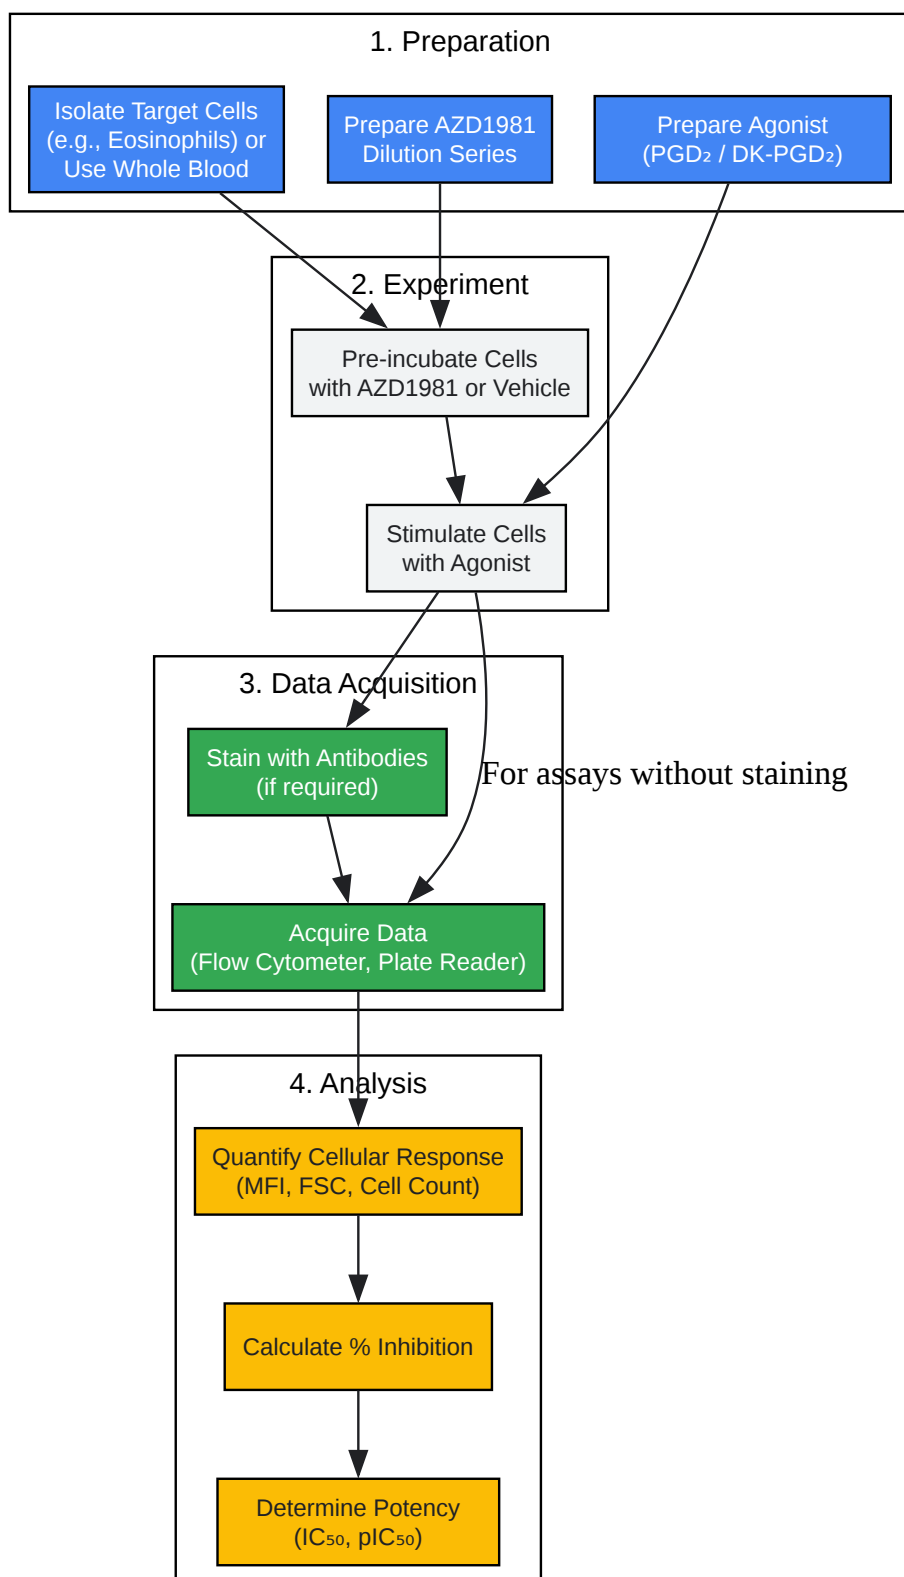 1. Preparation
Isolate Target Cells
(e.g., Eosinophils) or
Use Whole Blood
Prepare AZD1981
Dilution Series
Prepare Agonist
(PGD₂ / DK-PGD₂)
2. Experiment
Pre-incubate Cells
with AZD1981 or Vehicle
Stimulate Cells
with Agonist
3. Data Acquisition
Stain with Antibodies
(if required)
For assays without staining
Acquire Data
(Flow Cytometer, Plate Reader)
4. Analysis
Quantify Cellular Response
(MFI, FSC, Cell Count)
Calculate % Inhibition
Determine Potency
(IC₅₀, pIC₅₀)